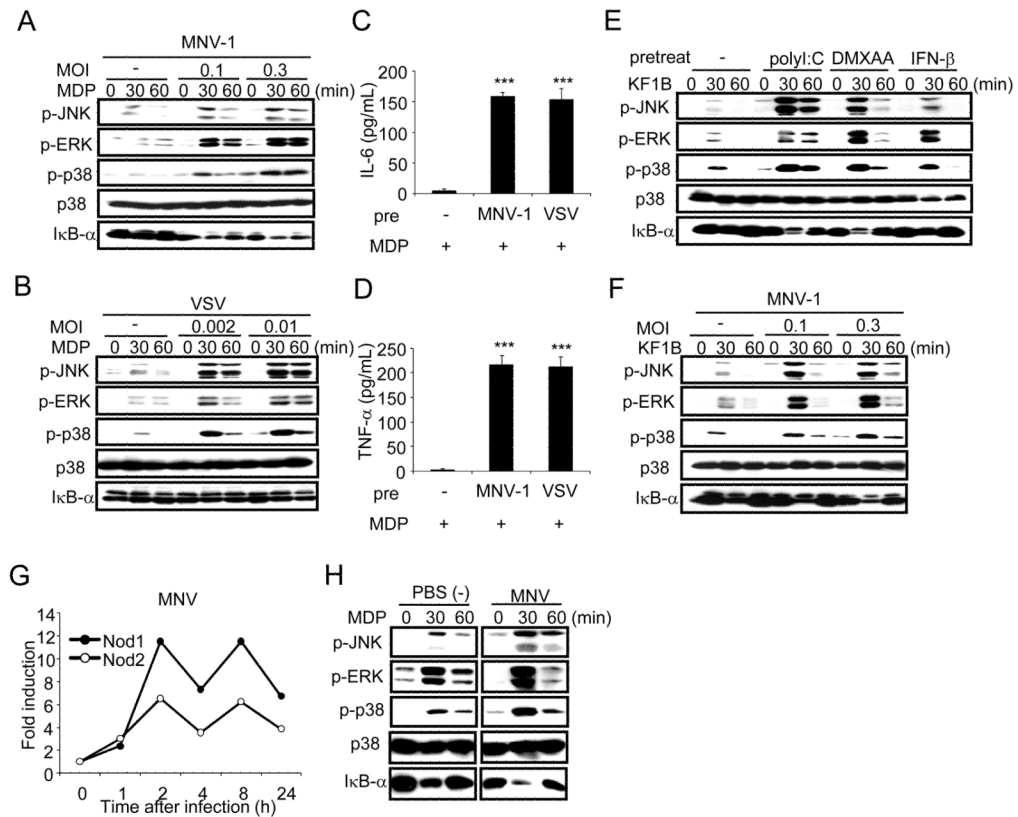 A
MNV-1
MOI - 0.1 0.3
MDP 0 30 60 0 30 60 0 30 60 (min)
p-JNK
p-ERK
p-p38
p38
IκB-α
B
VSV
MOI - 0.002 0.01
MDP 0 30 60 0 30 60 0 30 60 (min)
p-JNK
p-ERK
p-p38
p38
IκB-α
C
IL-6 (pg/mL)
200
150
100
50
0
*** ***
pre - MNV-1 VSV
MDP + + +
D
TNF-α (pg/mL)
250
200
150
100
50
0
*** ***
pre - MNV-1 VSV
MDP + + +
E
pretreat - polyI:C DMXAA IFN-β
KF1B 0 30 60 0 30 60 0 30 60 0 30 60 (min)
p-JNK
p-ERK
p-p38
p38
IκB-α
F
MNV-1
MOI - 0.1 0.3
KF1B 0 30 60 0 30 60 0 30 60 (min)
p-JNK
p-ERK
p-p38
p38
IκB-α
G
MNV
Fold induction
14
12
10
8
6
4
2
0
Nod1
Nod2
0 1 2 4 8 24
Time after infection (h)
H
PBS (-) MNV
MDP 0 30 60 0 30 60 (min)
p-JNK
p-ERK
p-p38
p38
IκB-α